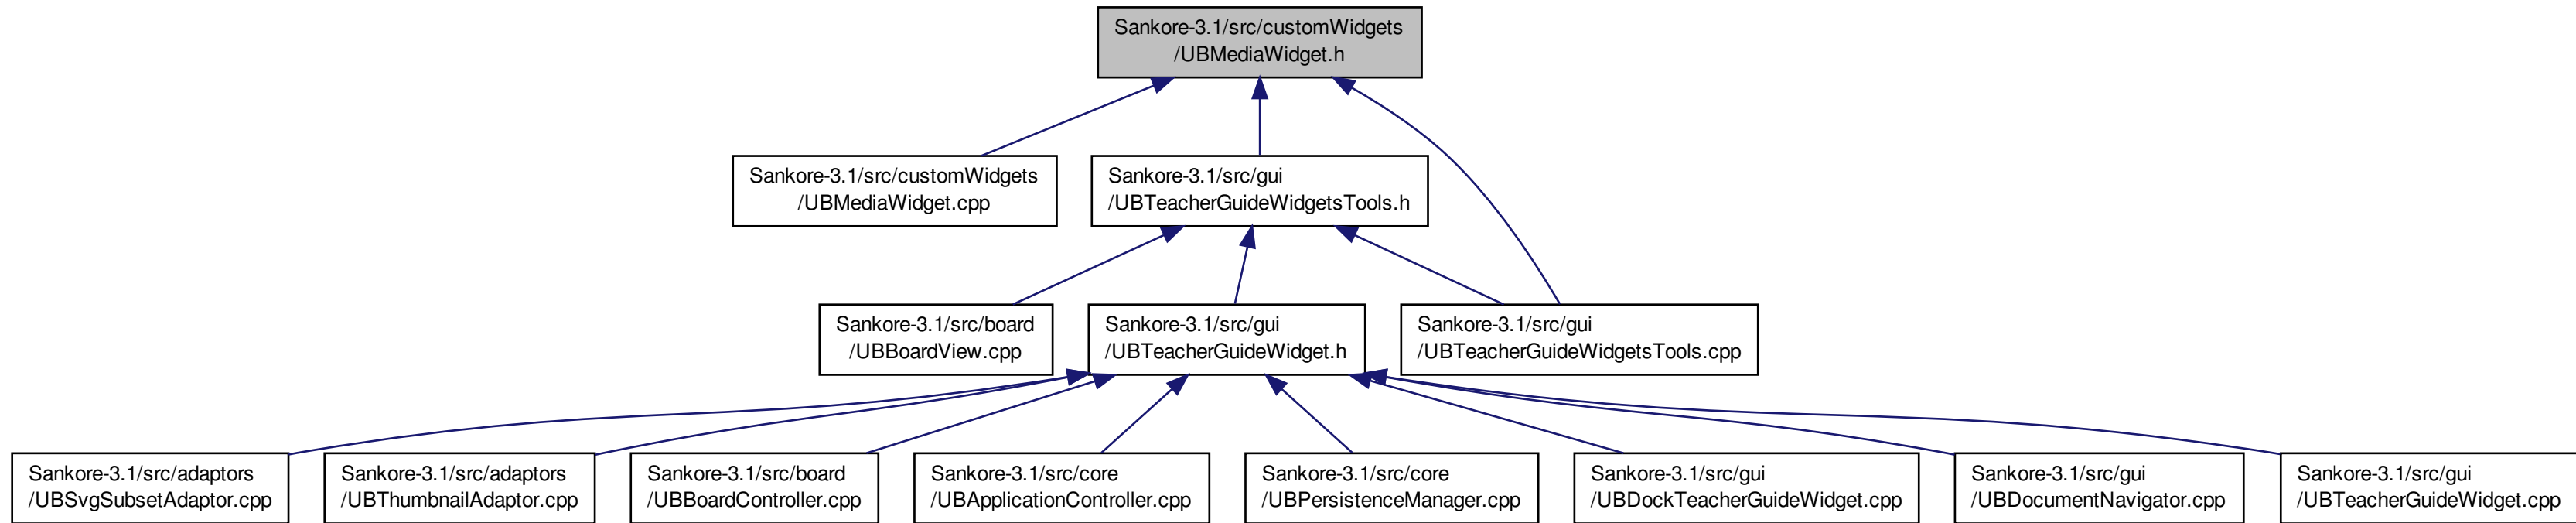 Sankore-3.1/src/customWidgets
/UBMediaWidget.h
Sankore-3.1/src/customWidgets
/UBMediaWidget.cpp
Sankore-3.1/src/gui
/UBTeacherGuideWidgetsTools.h
Sankore-3.1/src/board
/UBBoardView.cpp
Sankore-3.1/src/gui
/UBTeacherGuideWidget.h
Sankore-3.1/src/gui
/UBTeacherGuideWidgetsTools.cpp
Sankore-3.1/src/adaptors
/UBSvgSubsetAdaptor.cpp
Sankore-3.1/src/adaptors
/UBThumbnailAdaptor.cpp
Sankore-3.1/src/board
/UBBoardController.cpp
Sankore-3.1/src/core
/UBApplicationController.cpp
Sankore-3.1/src/core
/UBPersistenceManager.cpp
Sankore-3.1/src/gui
/UBDockTeacherGuideWidget.cpp
Sankore-3.1/src/gui
/UBDocumentNavigator.cpp
Sankore-3.1/src/gui
/UBTeacherGuideWidget.cpp